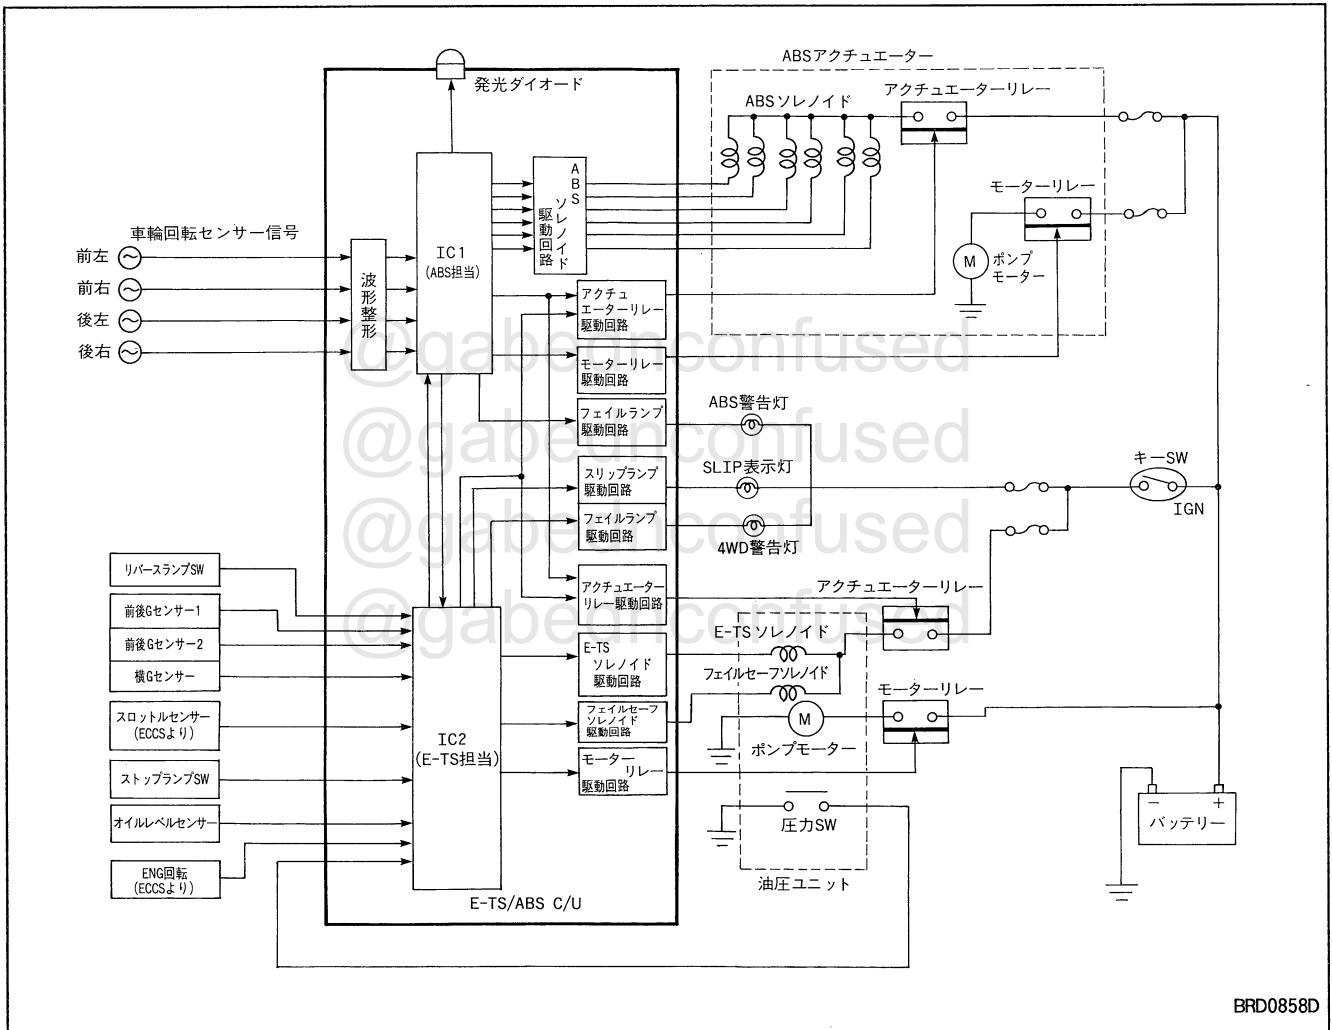 ABSアクチュエーター
発光ダイオード
ABSソレノイド
アクチュエーターリレー
モーターリレー
M
ポンプ
モーター
車輪回転センサー信号
前左
前右
後左
後右
波形整形
IC1
(ABS担当)
ABS
ソレノイド
駆動回路
アクチュ
エーターリレー
駆動回路
モーターリレー
駆動回路
フェイルランプ
駆動回路
スリップランプ
駆動回路
フェイルランプ
駆動回路
アクチュエーター
リレー駆動回路
E-TS
ソレノイド
駆動回路
フェイルセーフ
ソレノイド
駆動回路
モーター
リレー
駆動回路
ABS警告灯
SLIP表示灯
4WD警告灯
キーSW
IGN
アクチュエーターリレー
E-TSソレノイド
フェイルセーフソレノイド
モーターリレー
M
ポンプモーター
圧力SW
油圧ユニット
− +
バッテリー
リバースランプSW
前後Gセンサー1
前後Gセンサー2
横Gセンサー
スロットルセンサー
(ECCSより)
ストップランプSW
オイルレベルセンサー
ENG回転
(ECCSより)
IC2
(E-TS担当)
E-TS/ABS C/U
BRD0858D
@gabednconfused
@gabednconfused
@gabednconfused
@gabednconfused